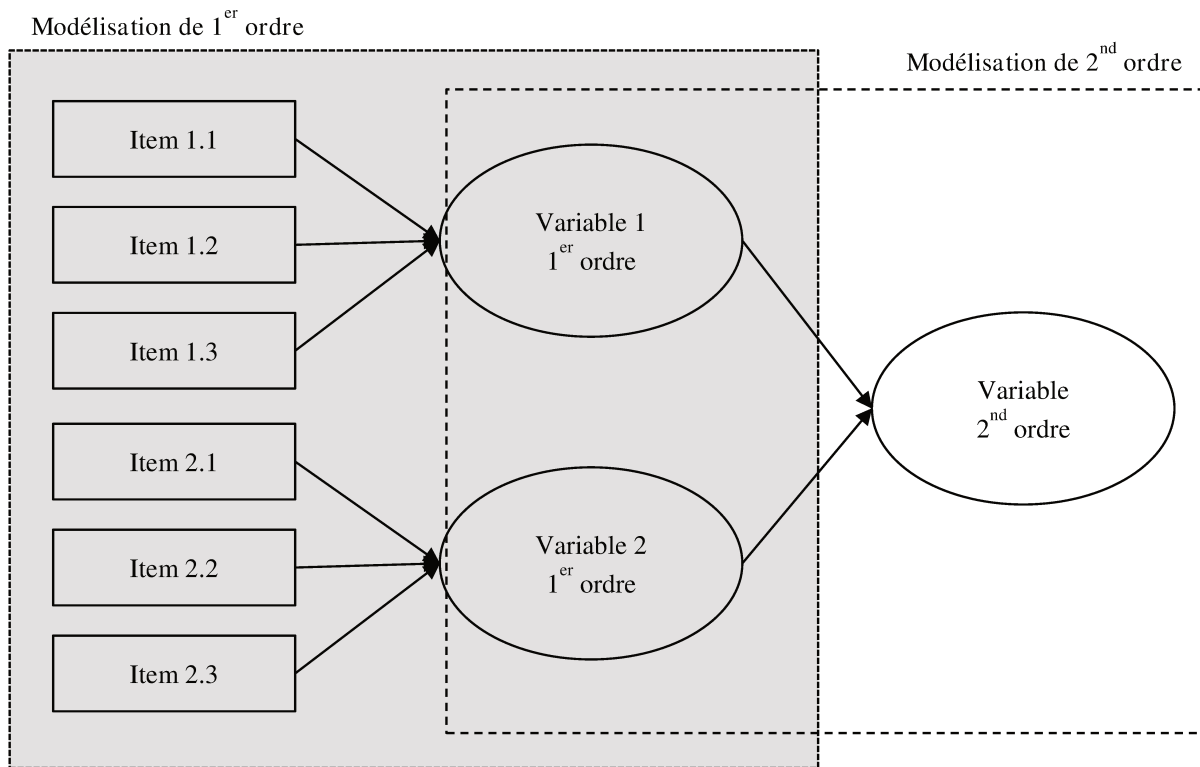 Modélisation de 1er ordre
Modélisation de 2nd ordre
Item 1.1
Item 1.2
Item 1.3
Item 2.1
Item 2.2
Item 2.3
Variable 1
1er ordre
Variable 2
1er ordre
Variable
2nd ordre